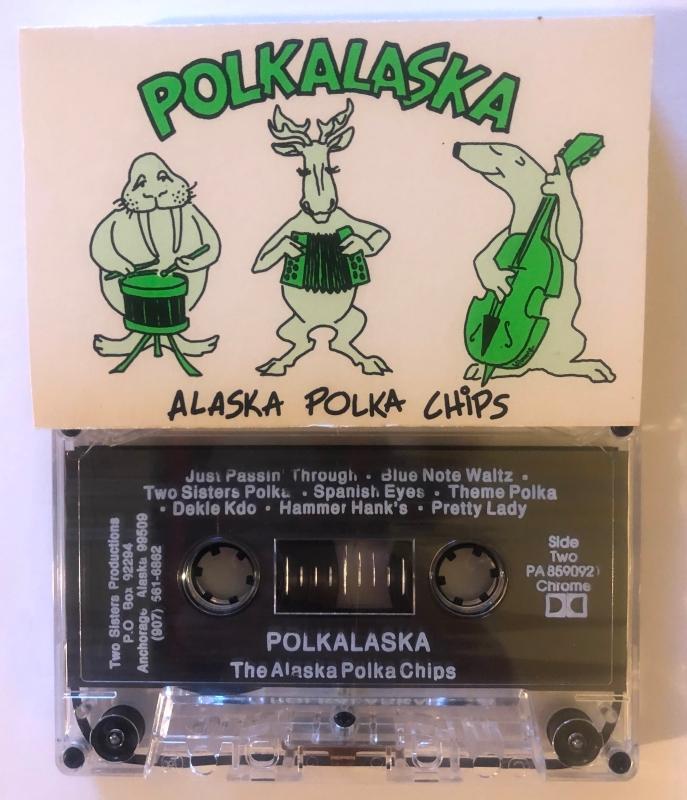 POLKALASKA
ALASKA POLKA CHIPS
Just Passin' Through • Blue Note Waltz •
Two Sisters Polka • Spanish Eyes • Theme Polka
• Dekle Kdo • Hammer Hank's • Pretty Lady
Two Sisters Productions
P.O Box 92294
Anchorage Alaska 99509
(907) 561-6862
Side
Two
PA 859092
Chrome
POLKALASKA
The Alaska Polka Chips